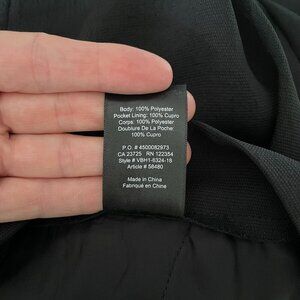 Body: 100% Polyester
Pocket Lining: 100% Cupro
Corps: 100% Polyester
Doublure De La Poche:
100% Cupro
P.O. # 4500082973
CA 23725 RN 122354
Style # VBH1-8324-18
Article # 58480
Made in China
Fabriqué en Chine